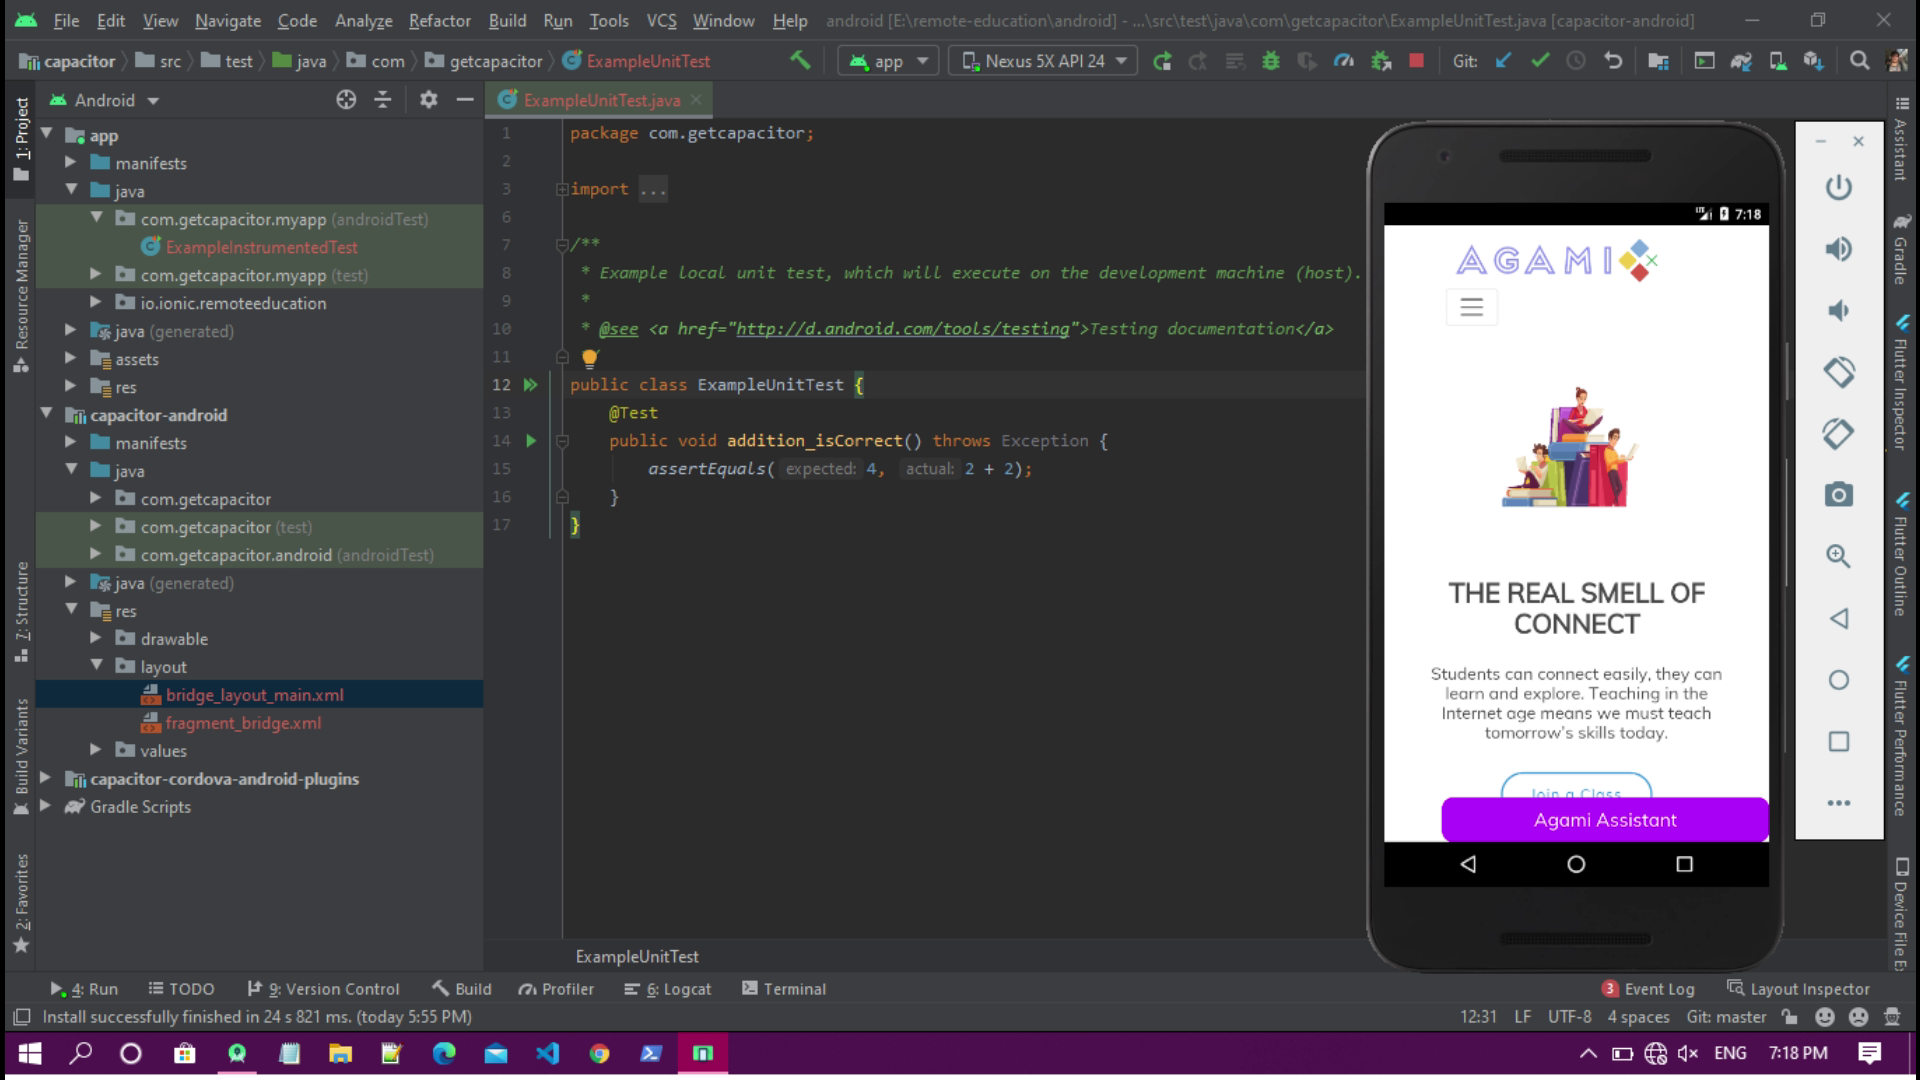 File Edit View Navigate Code Analyze Refactor Build Run Tools VCS Window Help android [E:\remote-education\android] - ...\src\test\java\com\getcapacitor\ExampleUnitTest.java [capacitor-android]
capacitor src test java com getcapacitor ExampleUnitTest app Nexus 5X API 24 Git:
Android
ExampleUnitTest.java
app
manifests
java
com.getcapacitor.myapp (androidTest)
ExampleInstrumentedTest
com.getcapacitor.myapp (test)
io.ionic.remoteeducation
java (generated)
assets
res
capacitor-android
manifests
java
com.getcapacitor
com.getcapacitor (test)
com.getcapacitor.android (androidTest)
java (generated)
res
drawable
layout
bridge_layout_main.xml
fragment_bridge.xml
values
capacitor-cordova-android-plugins
Gradle Scripts
1: Project
Resource Manager
7: Structure
Build Variants
2: Favorites
1 package com.getcapacitor;
2
3 import ...
6
7 /**
8 * Example local unit test, which will execute on the development machine (host).
9 *
10 * @see <a href="http://d.android.com/tools/testing">Testing documentation</a>
11
12 public class ExampleUnitTest {
13 @Test
14 public void addition_isCorrect() throws Exception {
15 assertEquals( expected: 4, actual: 2 + 2);
16 }
17 }
ExampleUnitTest
LTE 7:18
AGAMI
THE REAL SMELL OF
CONNECT
Students can connect easily, they can
learn and explore. Teaching in the
Internet age means we must teach
tomorrow's skills today.
Join a Class
Agami Assistant
Assistant
Gradle
Flutter Inspector
Flutter Outline
Flutter Performance
Device File E
4: Run TODO 9: Version Control Build Profiler 6: Logcat Terminal 3 Event Log Layout Inspector
Install successfully finished in 24 s 821 ms. (today 5:55 PM) 12:31 LF UTF-8 4 spaces Git: master
ENG 7:18 PM